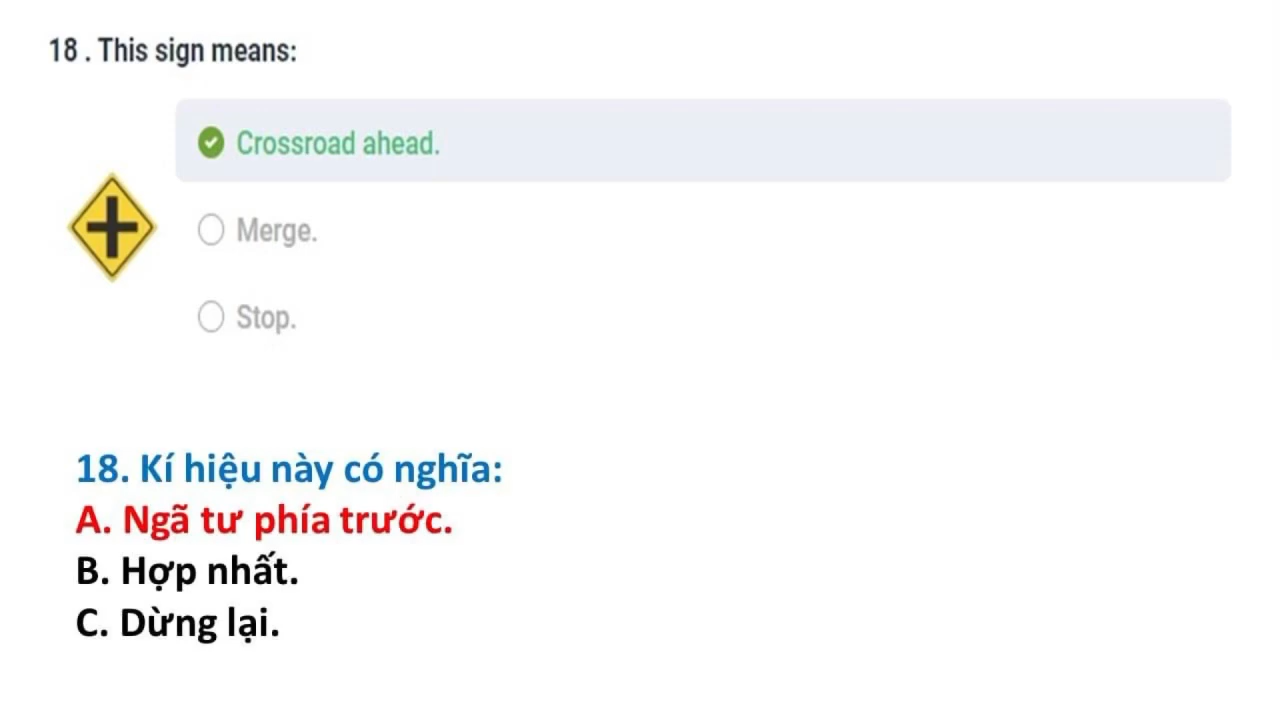 18 . This sign means:
Crossroad ahead.
Merge.
Stop.
18. Kí hiệu này có nghĩa:
A. Ngã tư phía trước.
B. Hợp nhất.
C. Dừng lại.